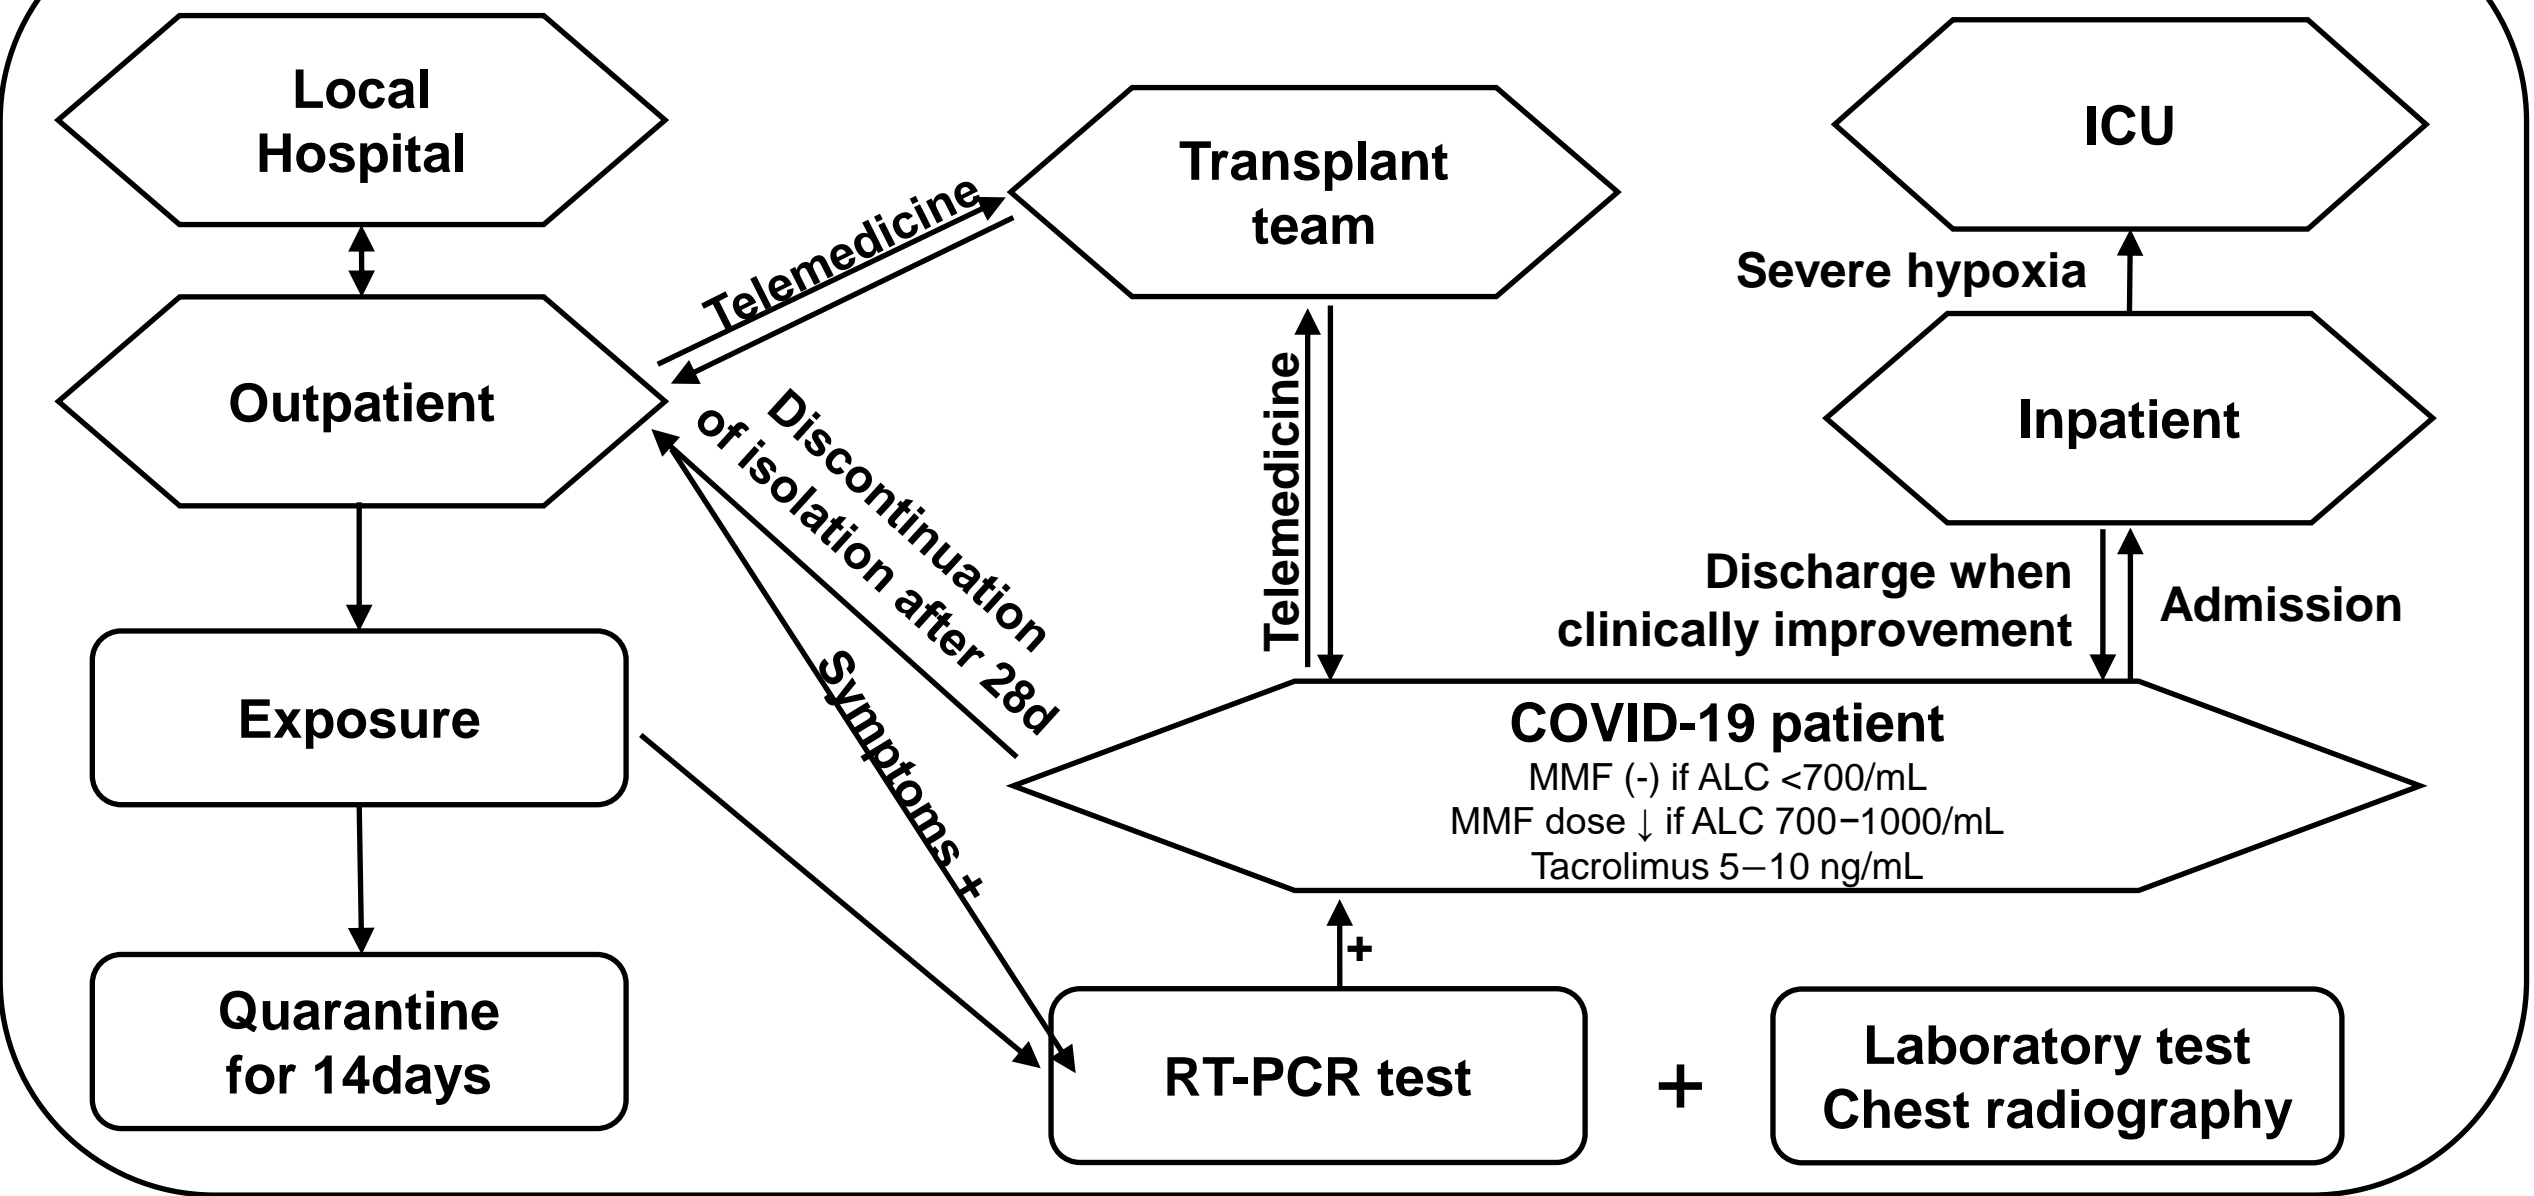 Local
Hospital
Transplant
team
ICU
Telemedicine
Severe hypoxia
Outpatient
Inpatient
Discontinuation
of isolation after 28d
Telemedicine
Discharge when
clinically improvement
Admission
Symptoms +
Exposure
COVID-19 patient
MMF (-) if ALC <700/mL
MMF dose ↓ if ALC 700−1000/mL
Tacrolimus 5–10 ng/mL
+
Quarantine
for 14days
RT-PCR test
+
Laboratory test
Chest radiography